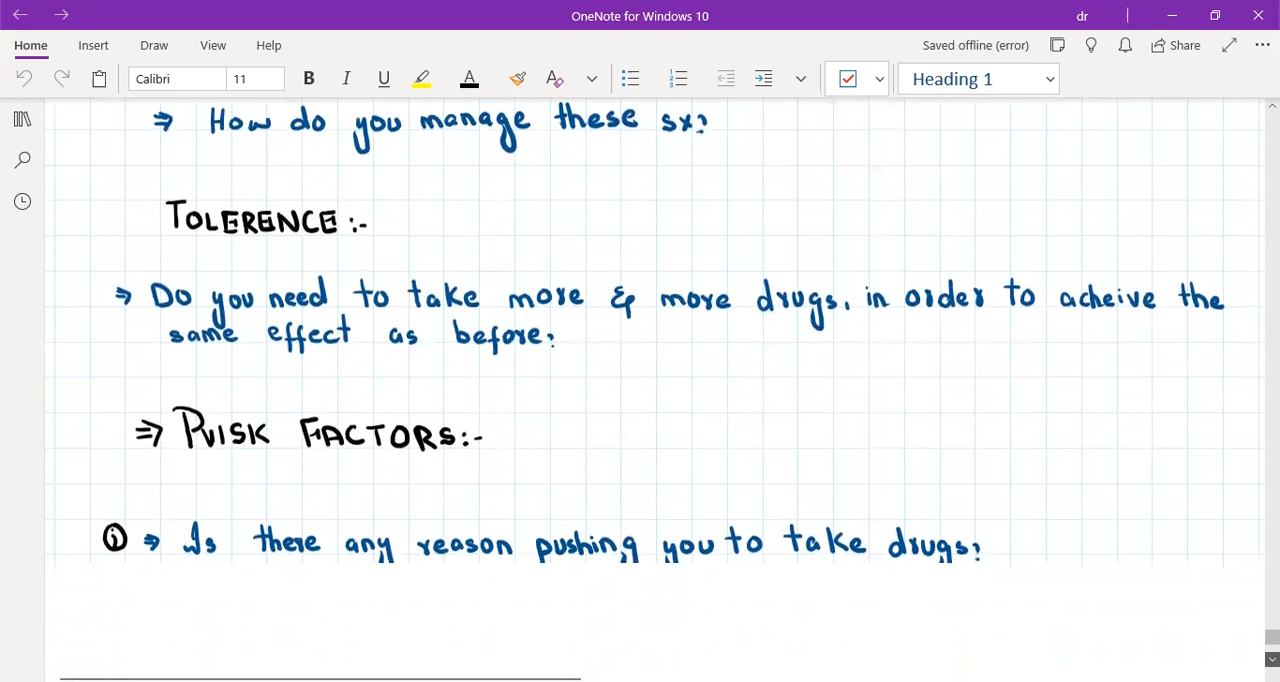 OneNote for Windows 10
dr
Home Insert Draw View Help
Saved offline (error)
Share
Calibri 11 B I U A A Heading 1
⇒ How do you manage these sx?
TOLERENCE :-
⇒ Do you need to take more & more drugs, in order to acheive the
same effect as before?
⇒ RISK FACTORS :-
① ⇒ Is there any reason pushing you to take drugs?